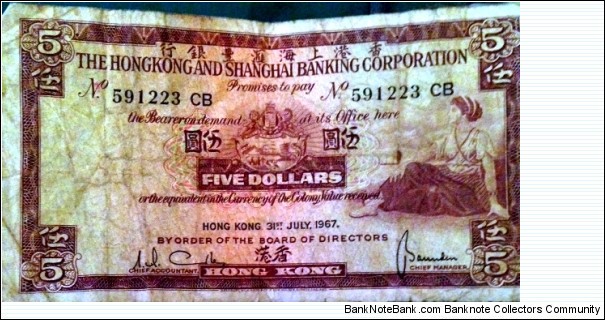 5 行銀豐滙海上港香 5
伍 THE HONGKONG AND SHANGHAI BANKING CORPORATION 伍
Nº 591223 CB Promises to pay Nº 591223 CB
the Bearer on demand at its Office here
圓伍 圓伍
FIVE DOLLARS
or the equivalent in the Currency of the Colony Value received
HONG KONG 31ST JULY, 1967.
BY ORDER OF THE BOARD OF DIRECTORS
伍 港香 伍
CHIEF ACCOUNTANT. CHIEF MANAGER.
5 HONG KONG 5
BankNoteBank.com-Banknote Collectors Community